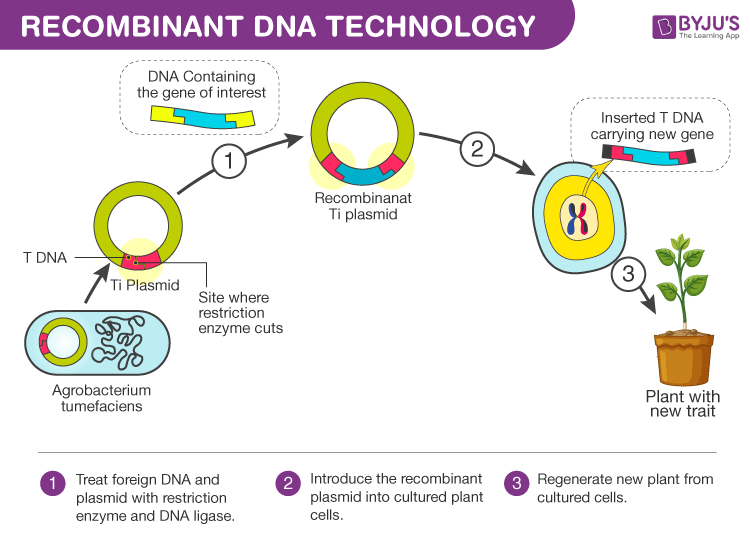 RECOMBINANT DNA TECHNOLOGY
BYJU'S
The Learning App
DNA Containing
the gene of interest
1
Recombinanat
Ti plasmid
2
Inserted T DNA
carrying new gene
T DNA
Ti Plasmid
Site where
restriction
enzyme cuts
3
Agrobacterium
tumefaciens
Plant with
new trait
1
Treat foreign DNA and
plasmid with restriction
enzyme and DNA ligase.
2
Introduce the recombinant
plasmid into cultured plant
cells.
3
Regenerate new plant from
cultured cells.